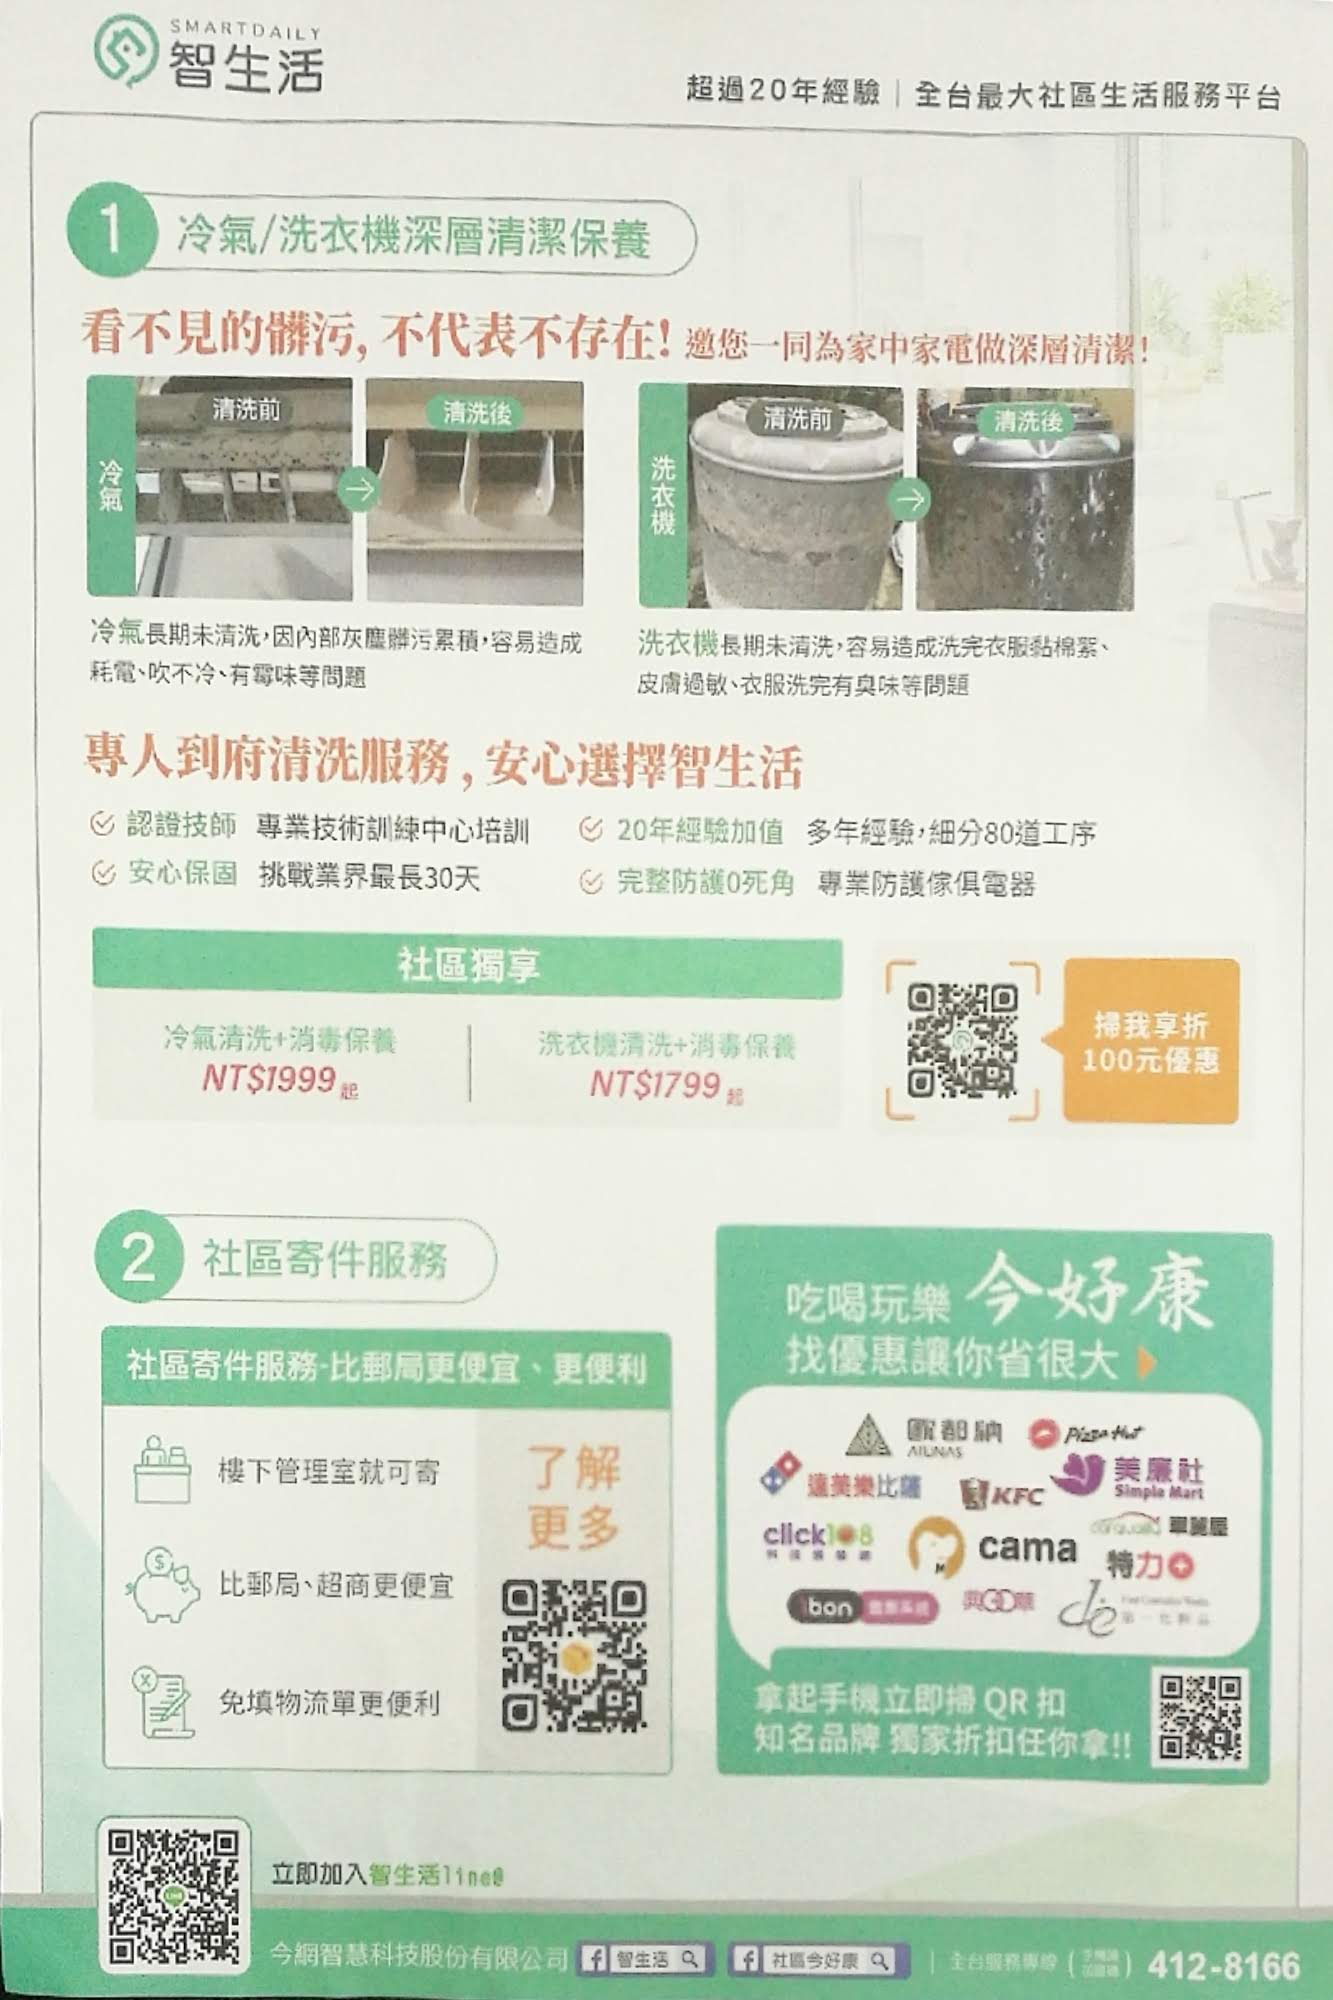 SMARTDAILY
智生活
超過20年經驗｜全台最大社區生活服務平台
1 冷氣/洗衣機深層清潔保養
看不見的髒污, 不代表不存在! 邀您一同為家中家電做深層清潔!
冷氣
清洗前
清洗後
洗衣機
清洗前
清洗後
冷氣長期未清洗，因內部灰塵髒污累積，容易造成
耗電、吹不冷、有霉味等問題
洗衣機長期未清洗，容易造成洗完衣服黏棉絮、
皮膚過敏、衣服洗完有臭味等問題
專人到府清洗服務, 安心選擇智生活
認證技師 專業技術訓練中心培訓
20年經驗加值 多年經驗，細分80道工序
安心保固 挑戰業界最長30天
完整防護0死角 專業防護傢俱電器
社區獨享
冷氣清洗+消毒保養
NT$1999起
洗衣機清洗+消毒保養
NT$1799起
掃我享折
100元優惠
2 社區寄件服務
社區寄件服務-比郵局更便宜、更便利
樓下管理室就可寄
比郵局、超商更便宜
免填物流單更便利
了解
更多
吃喝玩樂 今好康
找優惠讓你省很大
歐都納
AIUNAS
Pizza Hut
達美樂比薩
KFC
美廉社
Simple Mart
click108
cama
車麗屋
特力+
ibon
第一化粧品
拿起手機立即掃 QR 扣
知名品牌 獨家折扣任你拿!!
立即加入智生活line@
今網智慧科技股份有限公司
f 智生活
f 社區今好康
全台服務專線
412-8166